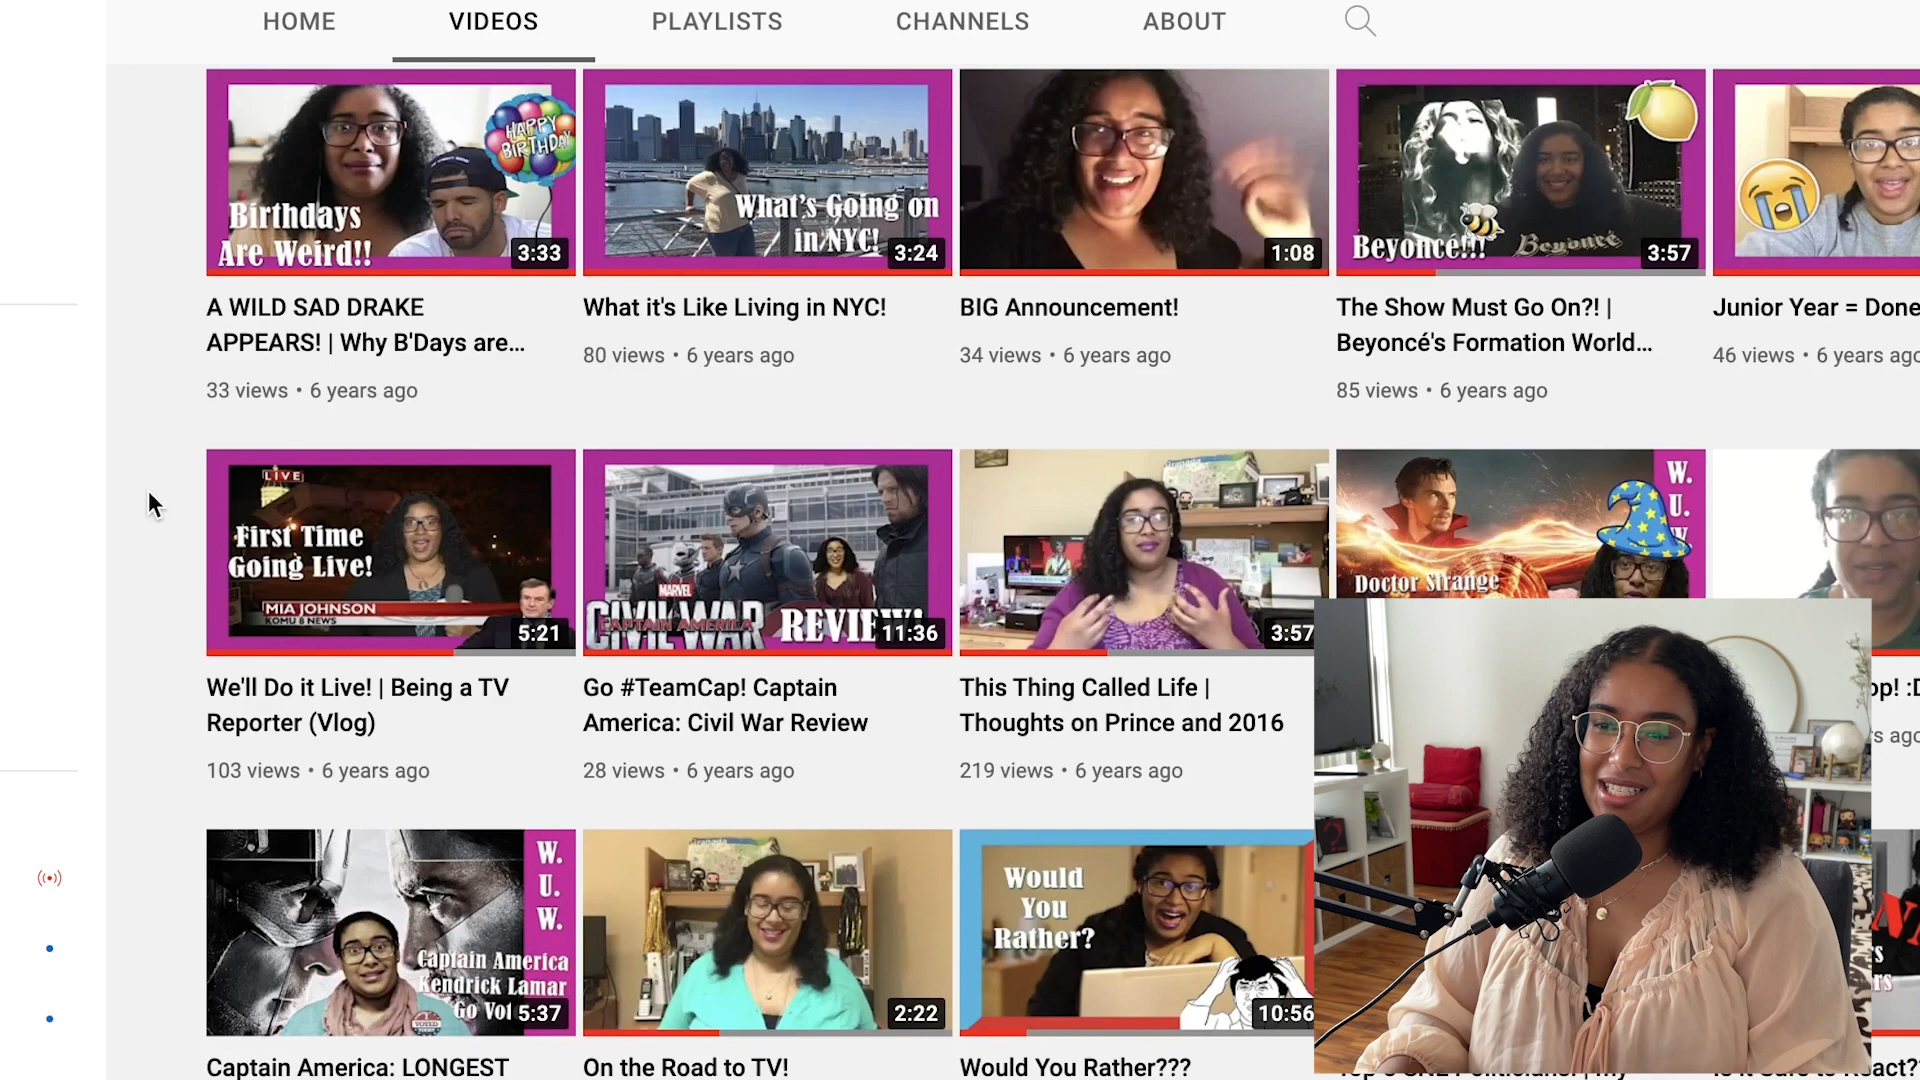 HOME VIDEOS PLAYLISTS CHANNELS ABOUT
HAPPY
BIRTHDAY
Birthdays
Are Weird!!
3:33
What's Going on
in NYC!
3:24
1:08
Beyoncé!!!
Beyoncé
3:57
A WILD SAD DRAKE
APPEARS! | Why B'Days are...
33 views • 6 years ago
What it's Like Living in NYC!
80 views • 6 years ago
BIG Announcement!
34 views • 6 years ago
The Show Must Go On?! |
Beyoncé's Formation World...
85 views • 6 years ago
Junior Year = Done
46 views • 6 years ago
LIVE
First Time
Going Live!
MIA JOHNSON
KOMU 8 NEWS
5:21
MARVEL
CAPTAIN AMERICA
CIVIL WAR
REVIEW!
11:36
3:57
W.
U.
W.
Doctor Strange
We'll Do it Live! | Being a TV
Reporter (Vlog)
103 views • 6 years ago
Go #TeamCap! Captain
America: Civil War Review
28 views • 6 years ago
This Thing Called Life |
Thoughts on Prince and 2016
219 views • 6 years ago
op! :D
s ago
W.
U.
W.
Captain America
Kendrick Lamar
Go Vot
5:37
2:22
Would
You
Rather?
10:56
Captain America: LONGEST
On the Road to TV!
Would You Rather???